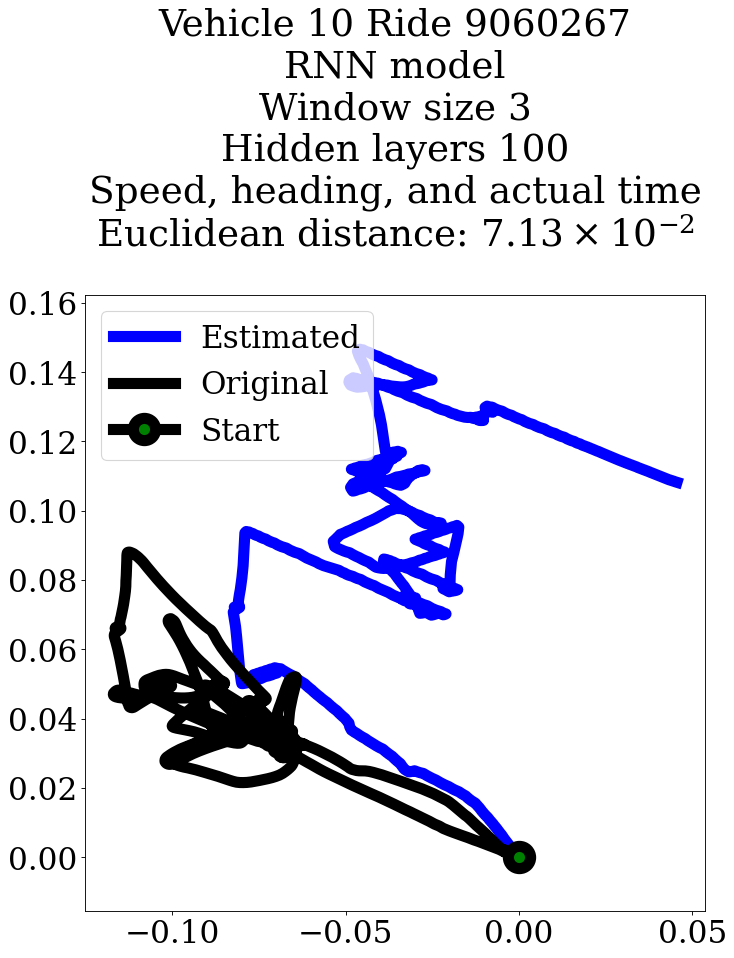 Vehicle 10 Ride 9060267
RNN model
Window size 3
Hidden layers 100
Speed, heading, and actual time
Euclidean distance: 7.13 × 10⁻²
0.16
0.14
0.12
0.10
0.08
0.06
0.04
0.02
0.00
Estimated
Original
Start
−0.10 −0.05 0.00 0.05